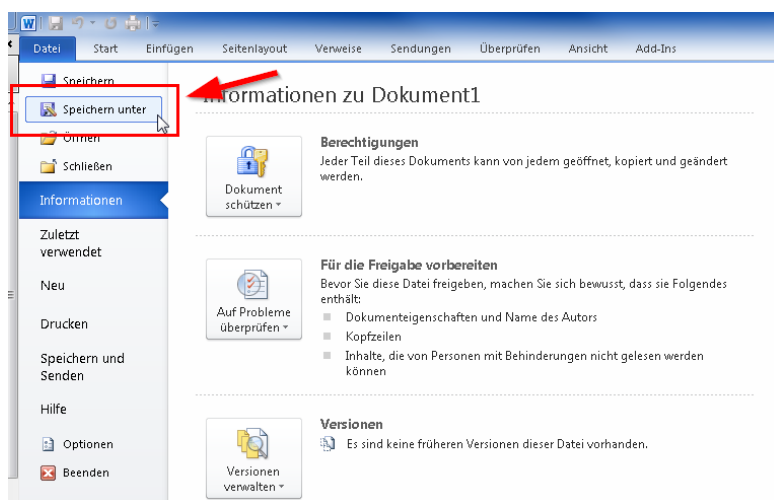 Datei Start Einfügen Seitenlayout Verweise Sendungen Überprüfen Ansicht Add-Ins
Speichern
Speichern unter
Öffnen
Schließen
Informationen
Zuletzt
verwendet
Neu
Drucken
Speichern und
Senden
Hilfe
Optionen
Beenden
Informationen zu Dokument1
Dokument
schützen
Berechtigungen
Jeder Teil dieses Dokuments kann von jedem geöffnet, kopiert und geändert
werden.
Auf Probleme
überprüfen
Für die Freigabe vorbereiten
Bevor Sie diese Datei freigeben, machen Sie sich bewusst, dass sie Folgendes
enthält:
Dokumenteigenschaften und Name des Autors
Kopfzeilen
Inhalte, die von Personen mit Behinderungen nicht gelesen werden
können
Versionen
verwalten
Versionen
Es sind keine früheren Versionen dieser Datei vorhanden.